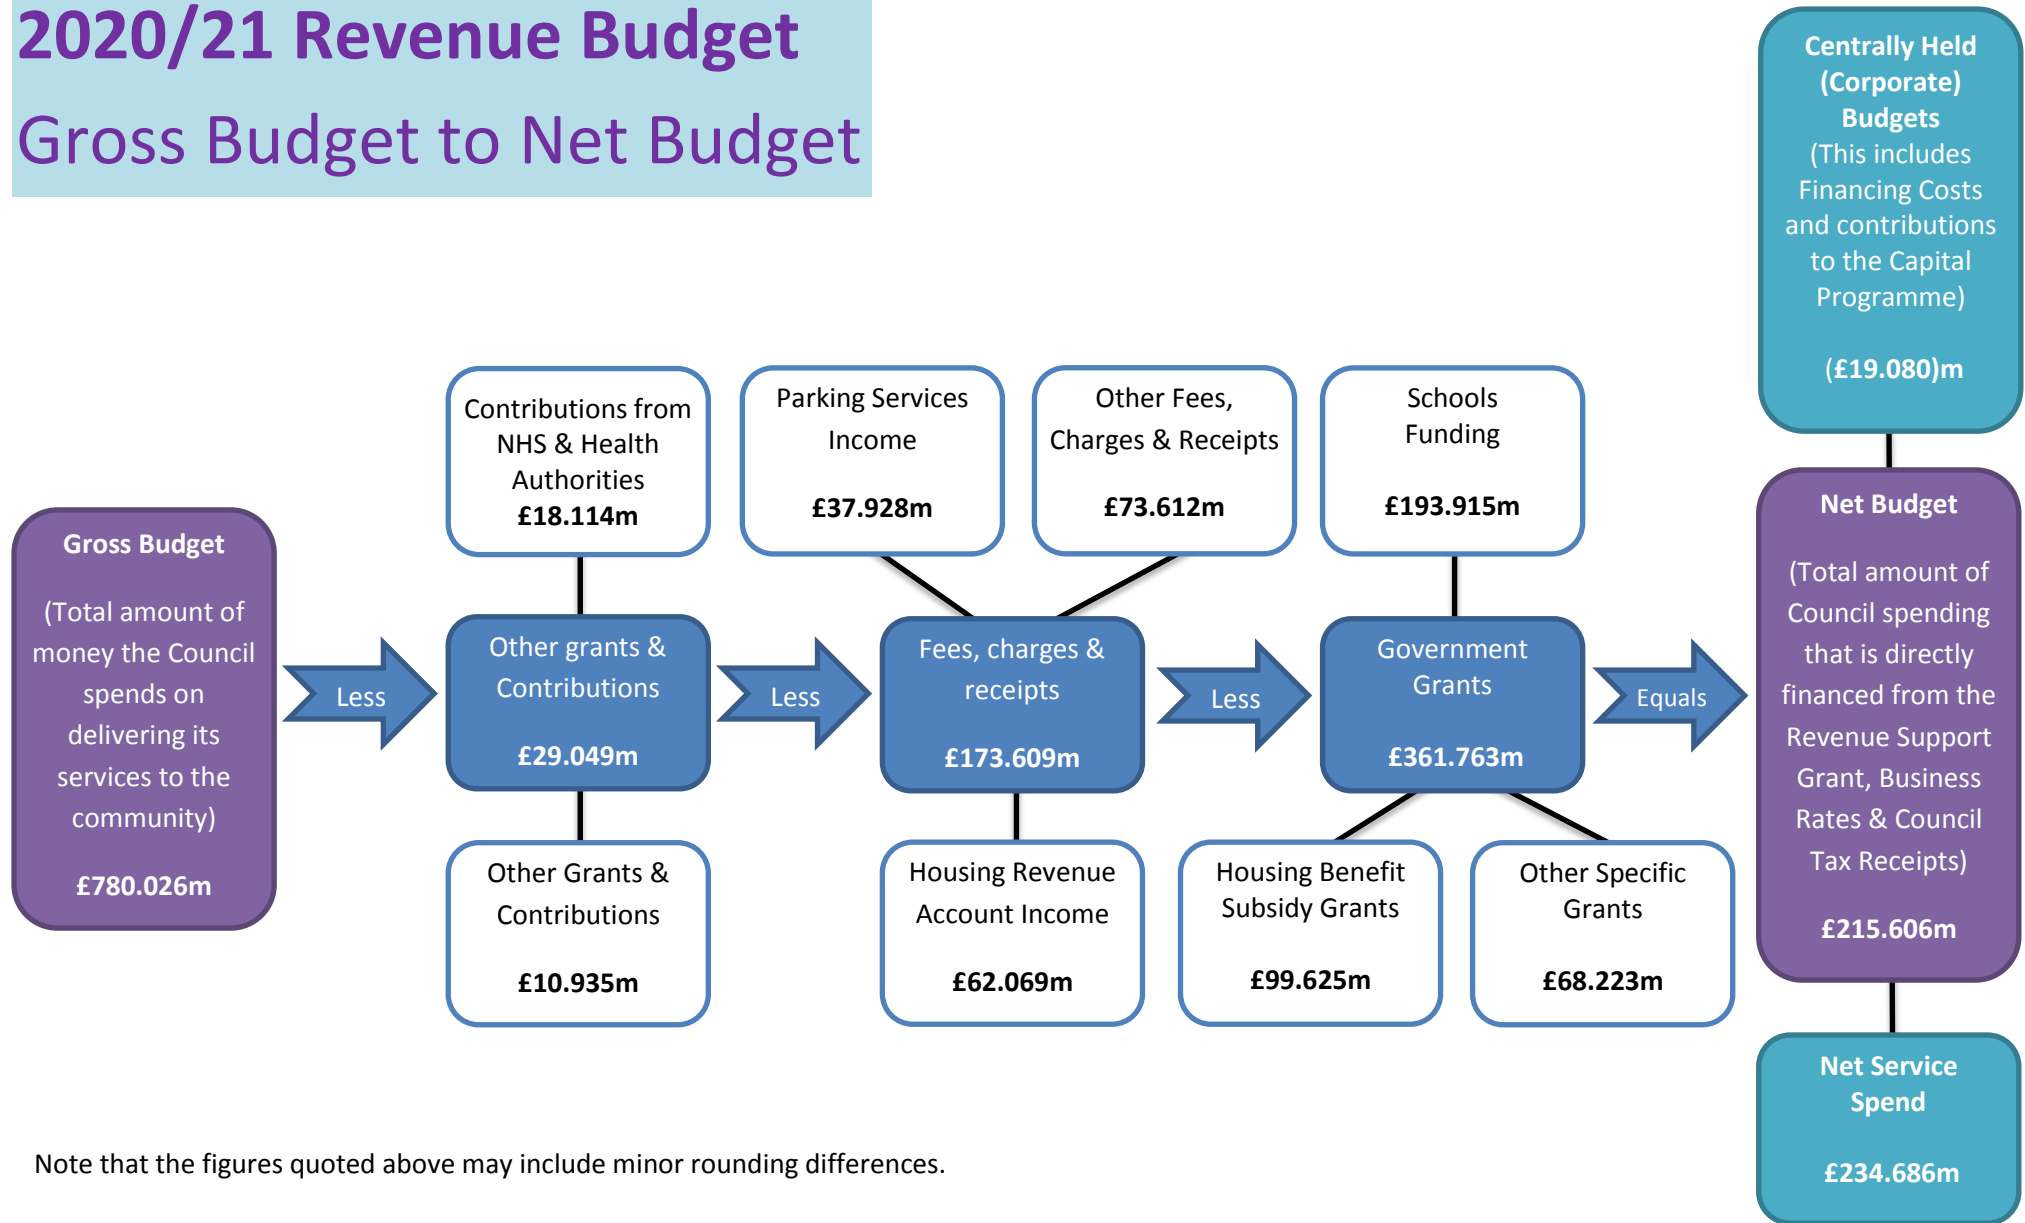 2020/21 Revenue Budget
Gross Budget to Net Budget
Centrally Held
(Corporate)
Budgets
(This includes
Financing Costs
and contributions
to the Capital
Programme)
(£19.080)m
Contributions from
NHS & Health
Authorities
£18.114m
Parking Services
Income
£37.928m
Other Fees,
Charges & Receipts
£73.612m
Schools
Funding
£193.915m
Gross Budget
(Total amount of
money the Council
spends on
delivering its
services to the
community)
£780.026m
Less
Other grants &
Contributions
£29.049m
Less
Fees, charges &
receipts
£173.609m
Less
Government
Grants
£361.763m
Equals
Net Budget
(Total amount of
Council spending
that is directly
financed from the
Revenue Support
Grant, Business
Rates & Council
Tax Receipts)
£215.606m
Other Grants &
Contributions
£10.935m
Housing Revenue
Account Income
£62.069m
Housing Benefit
Subsidy Grants
£99.625m
Other Specific
Grants
£68.223m
Net Service
Spend
£234.686m
Note that the figures quoted above may include minor rounding differences.